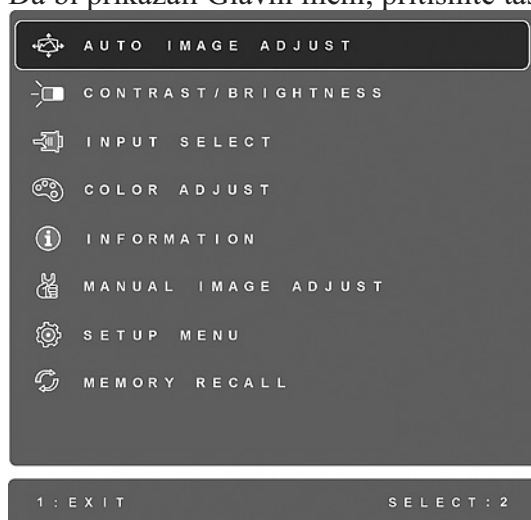 Da bi prikazali Glavni meni, pritisnite
AUTO IMAGE ADJUST
CONTRAST/BRIGHTNESS
INPUT SELECT
COLOR ADJUST
INFORMATION
MANUAL IMAGE ADJUST
SETUP MENU
MEMORY RECALL
1:EXIT SELECT:2